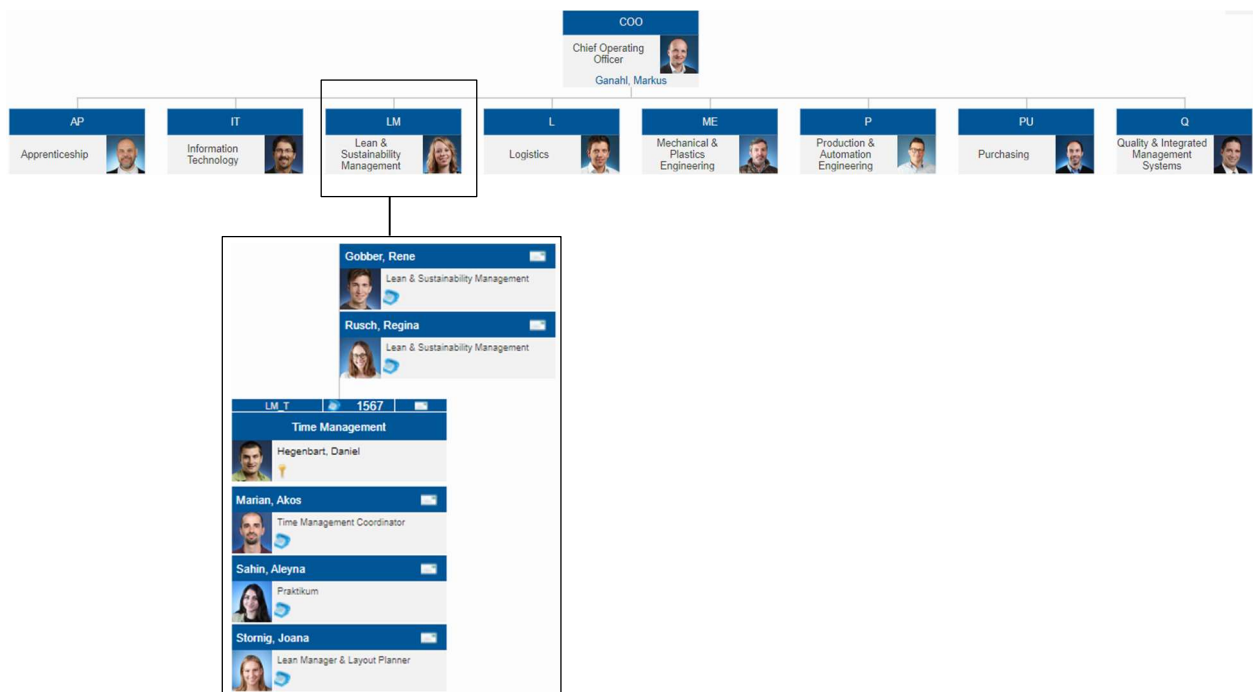 COO
Chief Operating
Officer
Ganahl, Markus
AP
Apprenticeship
IT
Information
Technology
LM
Lean &
Sustainability
Management
L
Logistics
ME
Mechanical &
Plastics
Engineering
P
Production &
Automation
Engineering
PU
Purchasing
Q
Quality & Integrated
Management
Systems
Gobber, Rene
Lean & Sustainability Management
Rusch, Regina
Lean & Sustainability Management
LM_T 1567
Time Management
Hegenbart, Daniel
Marian, Akos
Time Management Coordinator
Sahin, Aleyna
Praktikum
Stornig, Joana
Lean Manager & Layout Planner